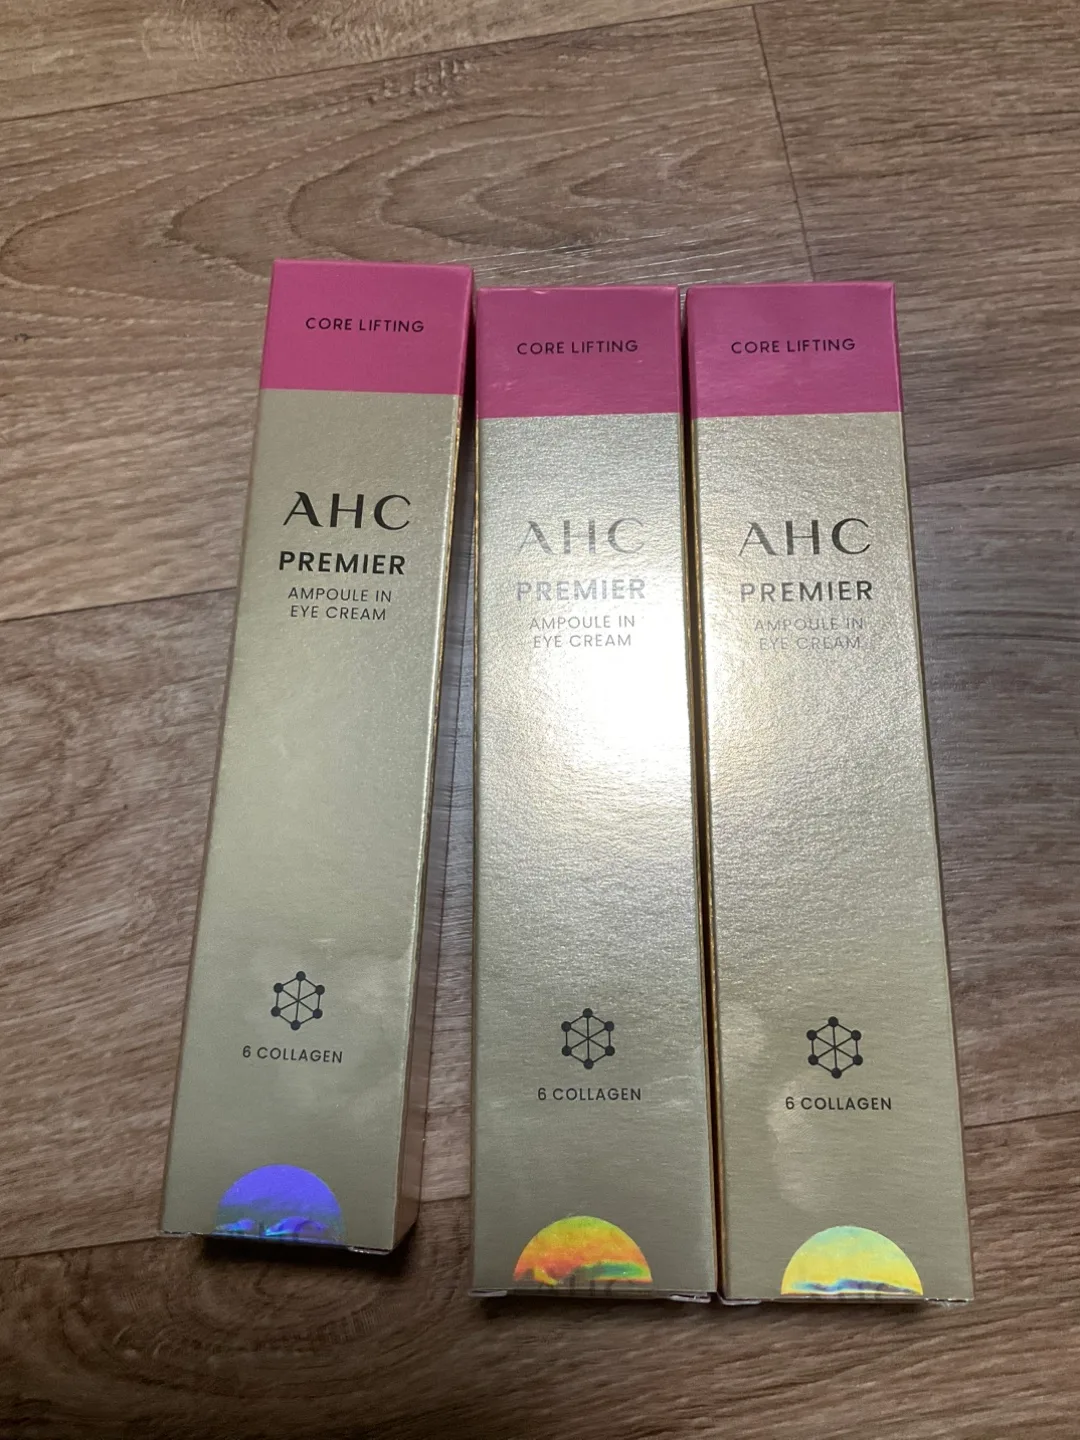 CORE LIFTING
AHC
PREMIER
AMPOULE IN
EYE CREAM
6 COLLAGEN
CORE LIFTING
AHC
PREMIER
AMPOULE IN
EYE CREAM
6 COLLAGEN
AHC
CORE LIFTING
AHC
PREMIER
AMPOULE IN
EYE CREAM
6 COLLAGEN